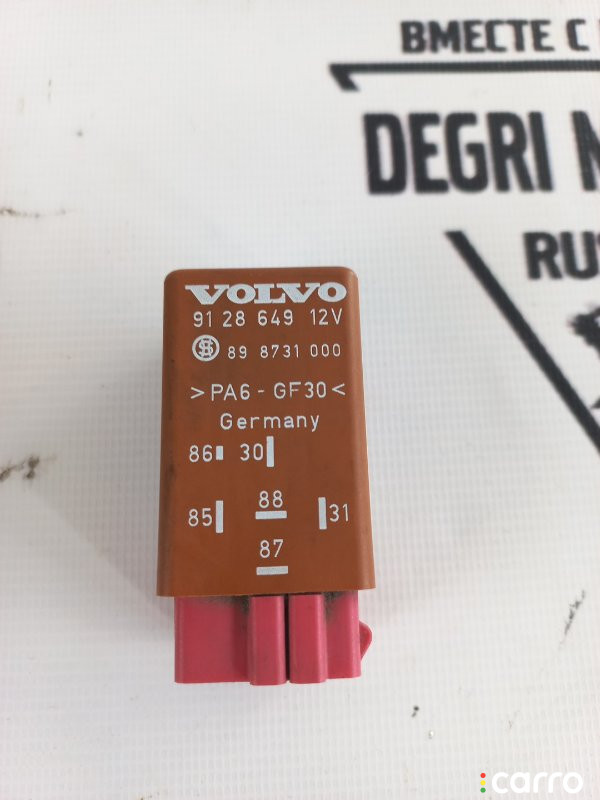 ВМЕСТЕ С
DEGRI
RUS
VOLVO
91 28 649 12V
S 89 8731 000
>PA6-GF30<
Germany
86 30
88
85 31
87
carro